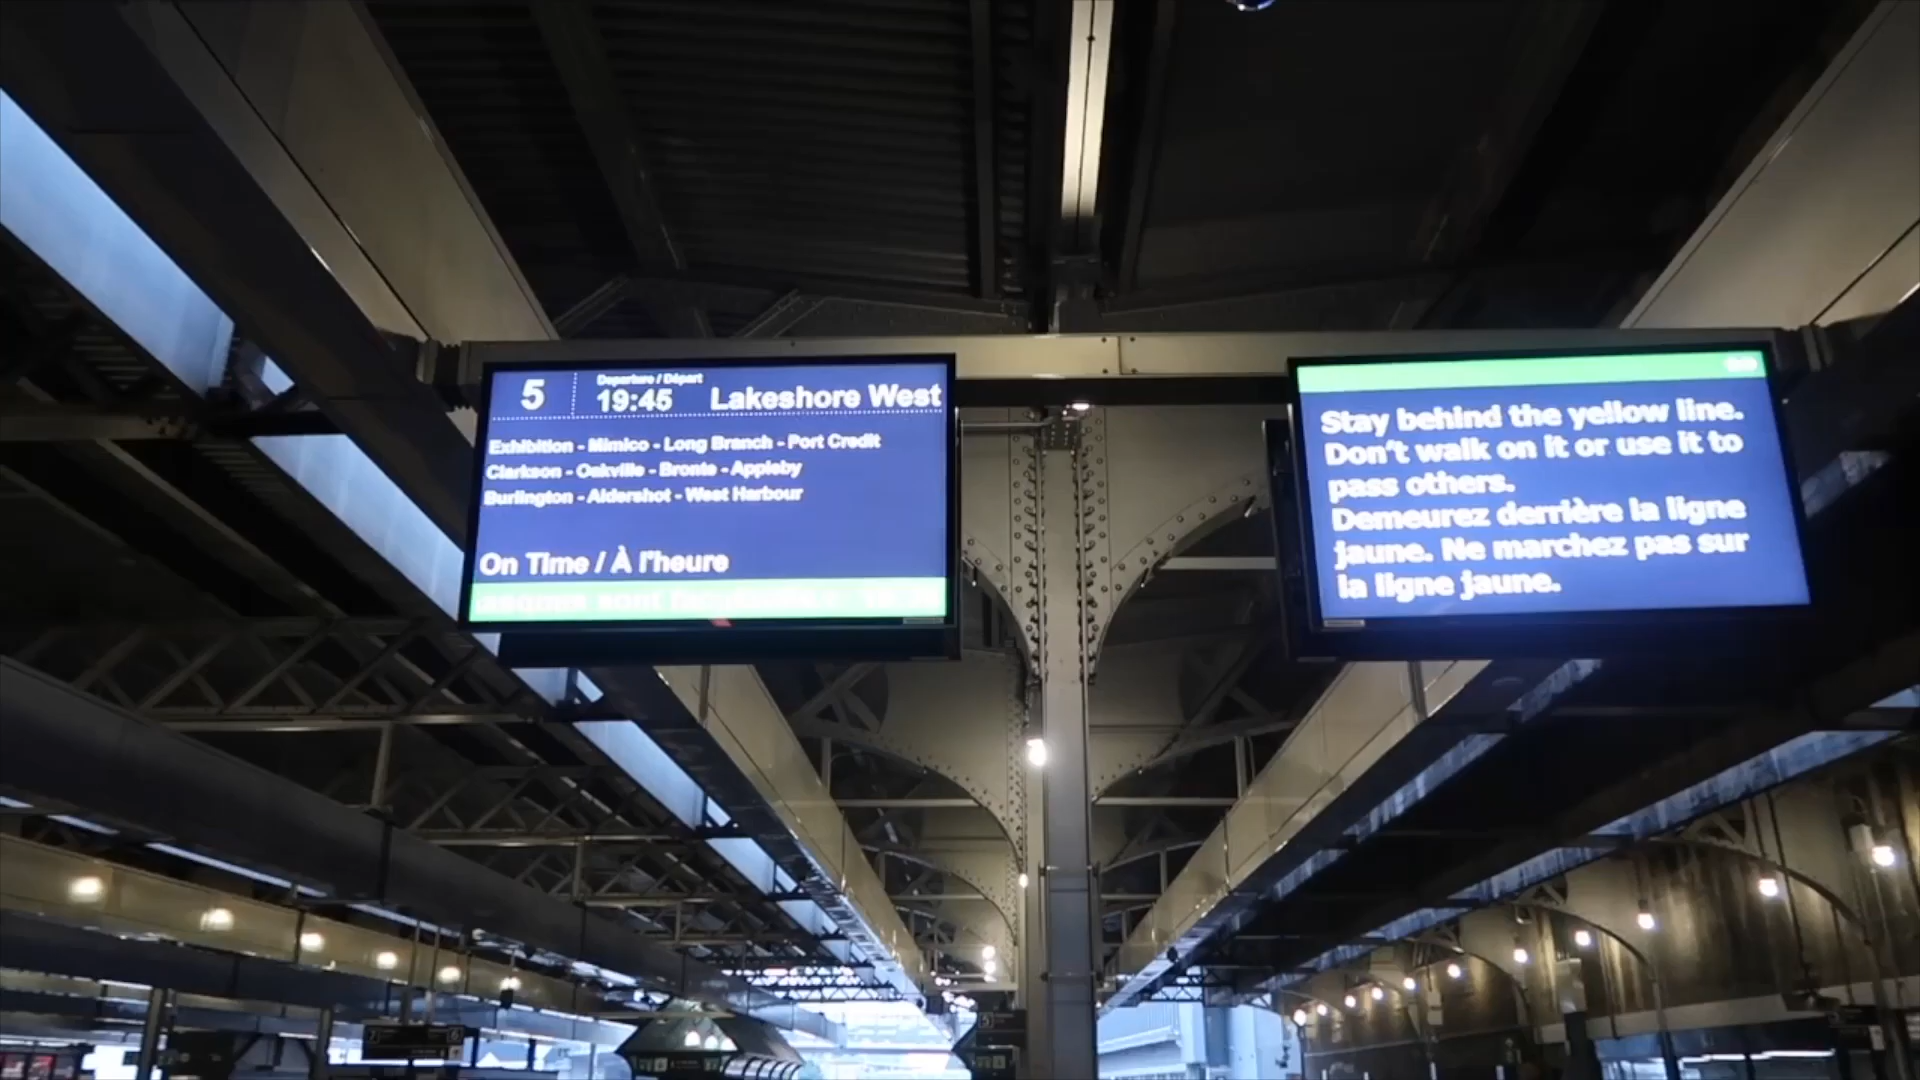 5
Departure / Départ
19:45
Lakeshore West
Exhibition - Mimico - Long Branch - Port Credit
Clarkson - Oakville - Bronte - Appleby
Burlington - Aldershot - West Harbour
On Time / À l'heure
Stay behind the yellow line.
Don't walk on it or use it to
pass others.
Demeurez derrière la ligne
jaune. Ne marchez pas sur
la ligne jaune.